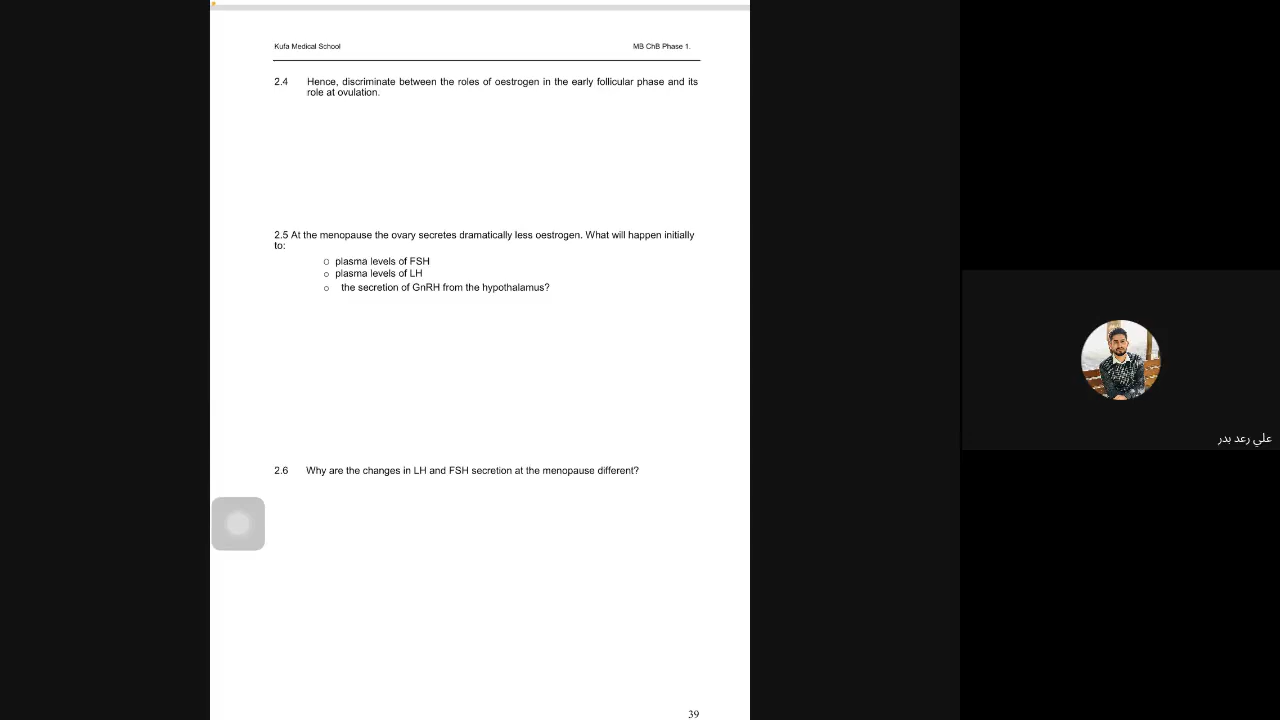 Kufa Medical School MB ChB Phase 1.
2.4 Hence, discriminate between the roles of oestrogen in the early follicular phase and its
role at ovulation.
2.5 At the menopause the ovary secretes dramatically less oestrogen. What will happen initially
to:
o plasma levels of FSH
o plasma levels of LH
o the secretion of GnRH from the hypothalamus?
علي رعد بدر
2.6 Why are the changes in LH and FSH secretion at the menopause different?
39